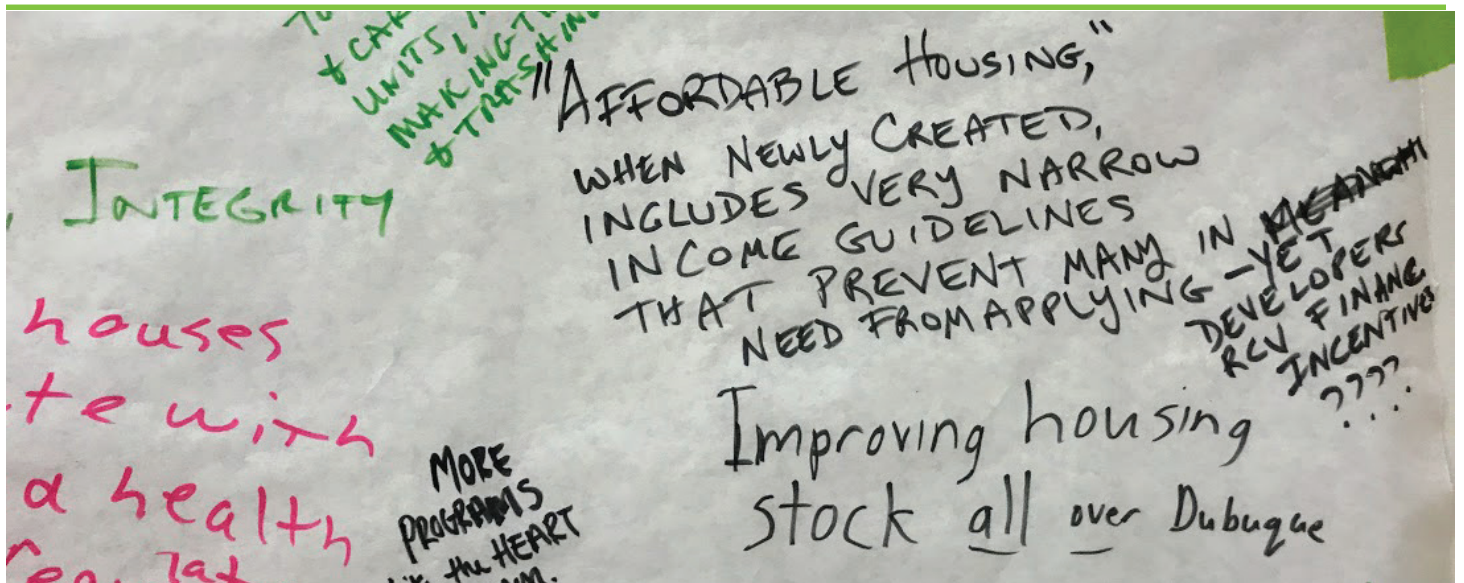 & CAR
UNITS,
MAKING
& TRASHING
, INTEGRITY
houses
te with
a health
"AFFORDABLE HOUSING,"
WHEN NEWLY CREATED,
INCLUDES VERY NARROW
INCOME GUIDELINES
THAT PREVENT MANY IN
NEED FROM APPLYING - YET
DEVELOPERS
RCV FINANC
INCENTIVES
????
MORE
PROGRAMS
the HEART
Improving housing
stock all over Dubuque